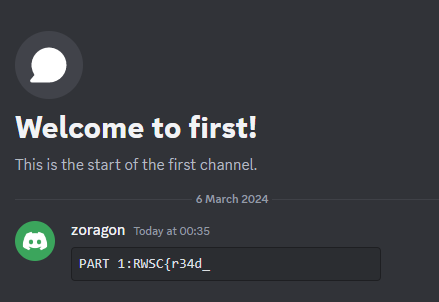 Welcome to first!
This is the start of the first channel.
6 March 2024
zoragon Today at 00:35
PART 1:RWSC{r34d_